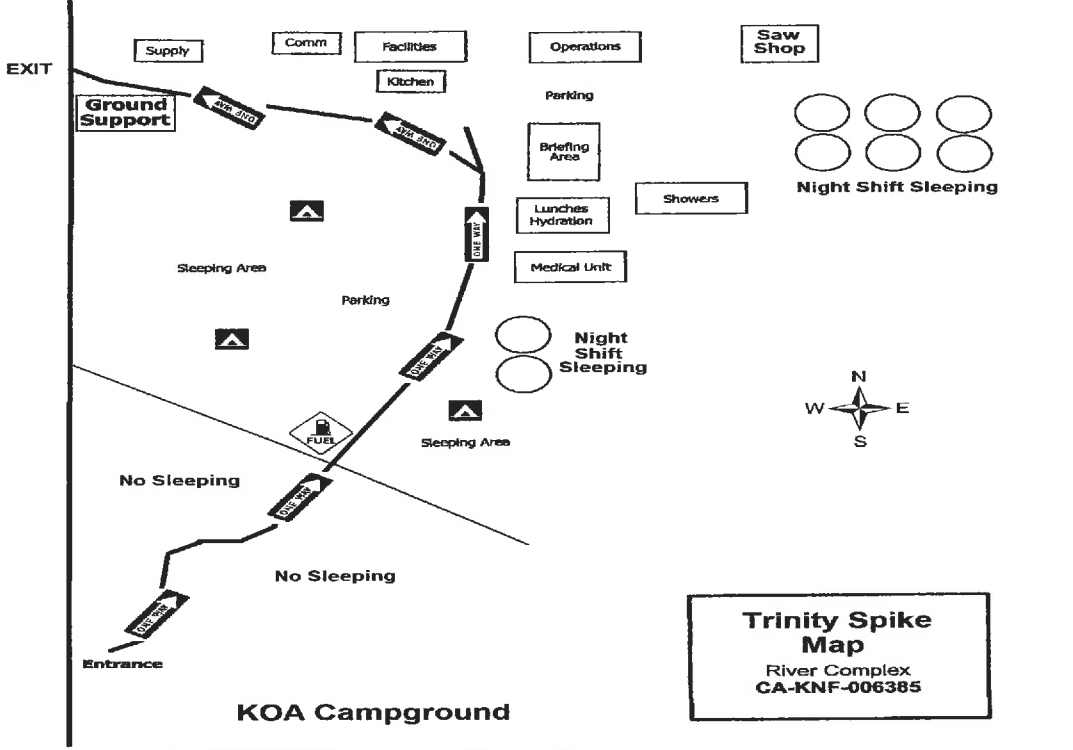 Supply
Comm
Facilities
Operations
Saw
Shop
EXIT
Kitchen
Parking
Ground
Support
ONE WAY
ONE WAY
Briefing
Area
Night Shift Sleeping
Showers
Lunches
Hydration
ONE WAY
Medical Unit
Sleeping Area
Parking
Night
Shift
Sleeping
ONE WAY
N
W
E
S
FUEL
Sleeping Area
No Sleeping
ONE WAY
No Sleeping
ONE WAY
Entrance
Trinity Spike
Map
River Complex
CA-KNF-006385
KOA Campground